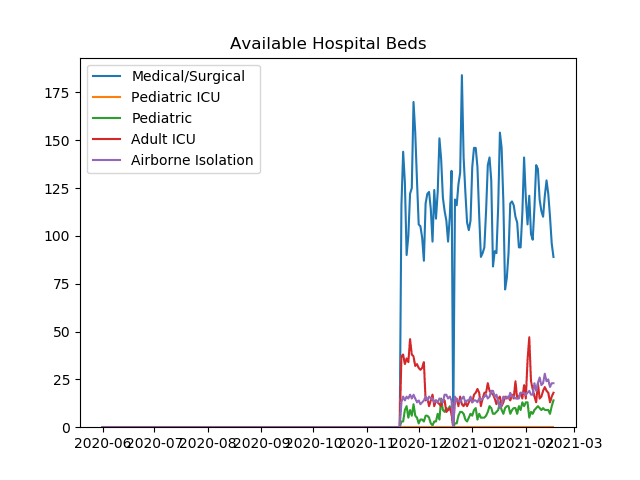 Available Hospital Beds
Medical/Surgical
Pediatric ICU
Pediatric
Adult ICU
Airborne Isolation
175
150
125
100
75
50
25
0
2020-06 2020-07 2020-08 2020-09 2020-10 2020-11 2020-12 2021-01 2021-02 2021-03